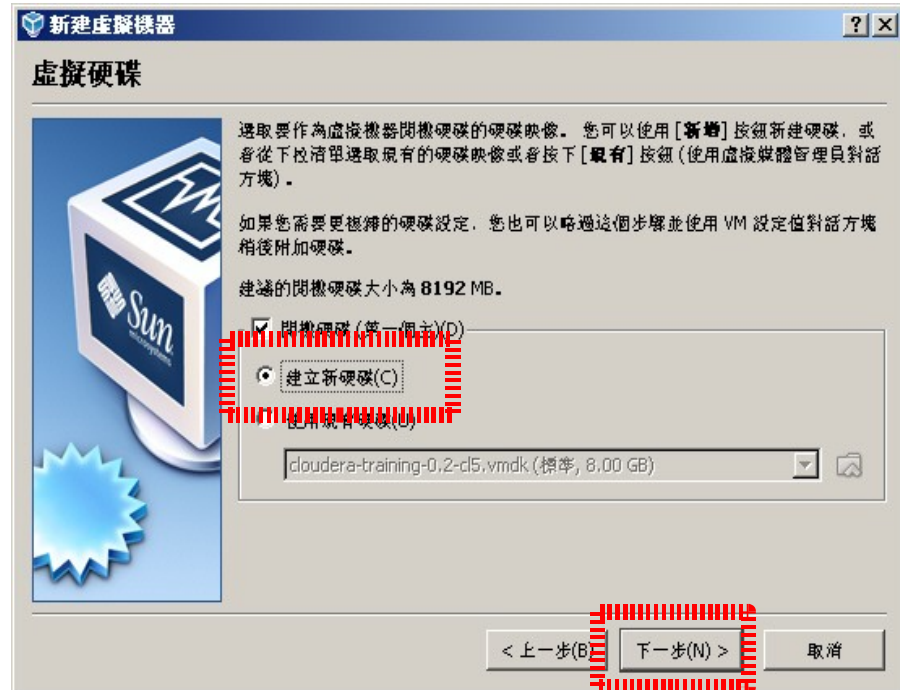 新建虛擬機器
虛擬硬碟
選取要作為虛擬機器開機硬碟的硬碟映像. 您可以使用 [新增] 按鈕新建硬碟, 或
者從下拉清單選取現有的硬碟映像或者按下 [現有] 按鈕 (使用虛擬媒體管理員對話
方塊).
如果您需要更複雜的硬碟設定, 您也可以略過這個步驟並使用 VM 設定值對話方塊
稍後附加硬碟.
建議的開機硬碟大小為 8192 MB.
開機硬碟 (第一個主)(D)
建立新硬碟(C)
使用現有硬碟(U)
cloudera-training-0.2-cl5.vmdk (標準, 8.00 GB)
Sun
microsystems
< 上一步(B)
下一步(N) >
取消